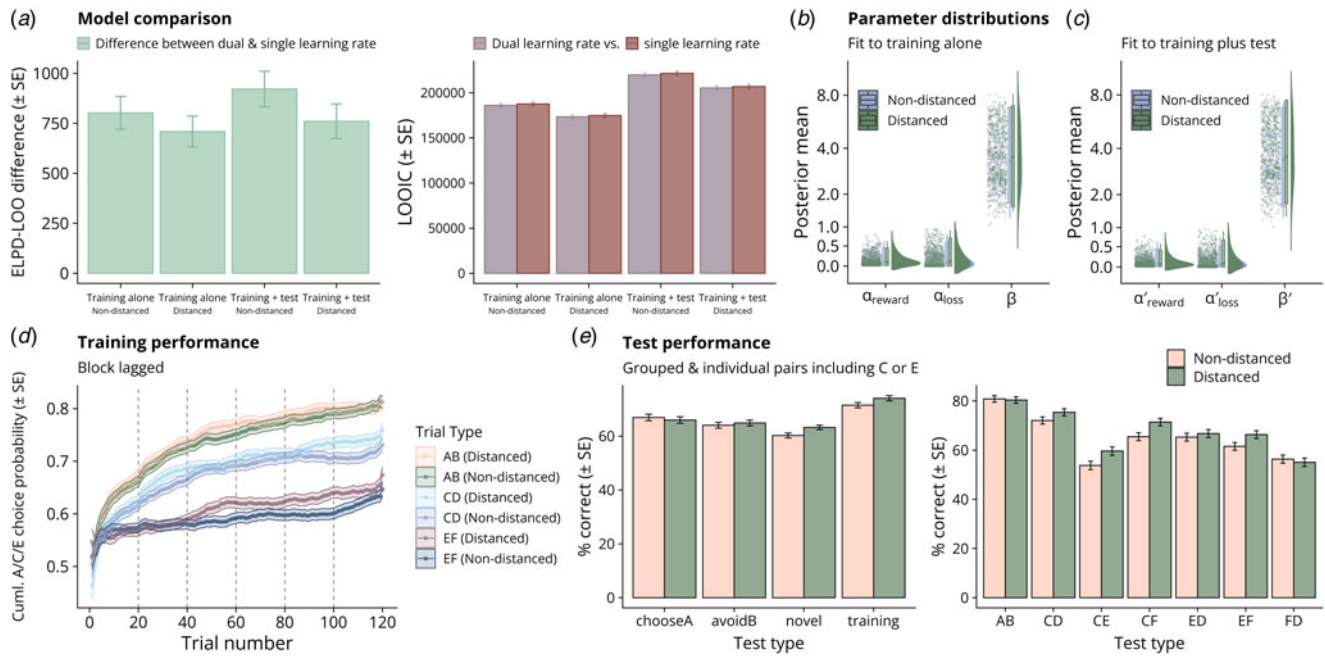 (a) Model comparison
Difference between dual & single learning rate
ELPD-LOO difference (± SE)
1000
750
500
250
0
Training alone
Non-distanced
Training alone
Distanced
Training + test
Non-distanced
Training + test
Distanced
Dual learning rate vs. single learning rate
LOOIC (± SE)
200000
150000
100000
50000
0
Training alone
Non-distanced
Training alone
Distanced
Training + test
Non-distanced
Training + test
Distanced
(b) Parameter distributions
Fit to training alone
Non-distanced
Distanced
Posterior mean
8.0
4.0
2.0
1.0
0.5
0.0
αreward
αloss
β
(c)
Fit to training plus test
Non-distanced
Distanced
Posterior mean
8.0
4.0
2.0
1.0
0.5
0.0
α′reward
α′loss
β′
(d) Training performance
Block lagged
Cuml. A/C/E choice probability (± SE)
0.8
0.7
0.6
0.5
0 20 40 60 80 100 120
Trial number
Trial Type
AB (Distanced)
AB (Non-distanced)
CD (Distanced)
CD (Non-distanced)
EF (Distanced)
EF (Non-distanced)
(e) Test performance
Grouped & individual pairs including C or E
% correct (± SE)
60
40
20
0
chooseA avoidB novel training
Test type
Non-distanced
Distanced
% correct (± SE)
80
60
40
20
0
AB CD CE CF ED EF FD
Test type